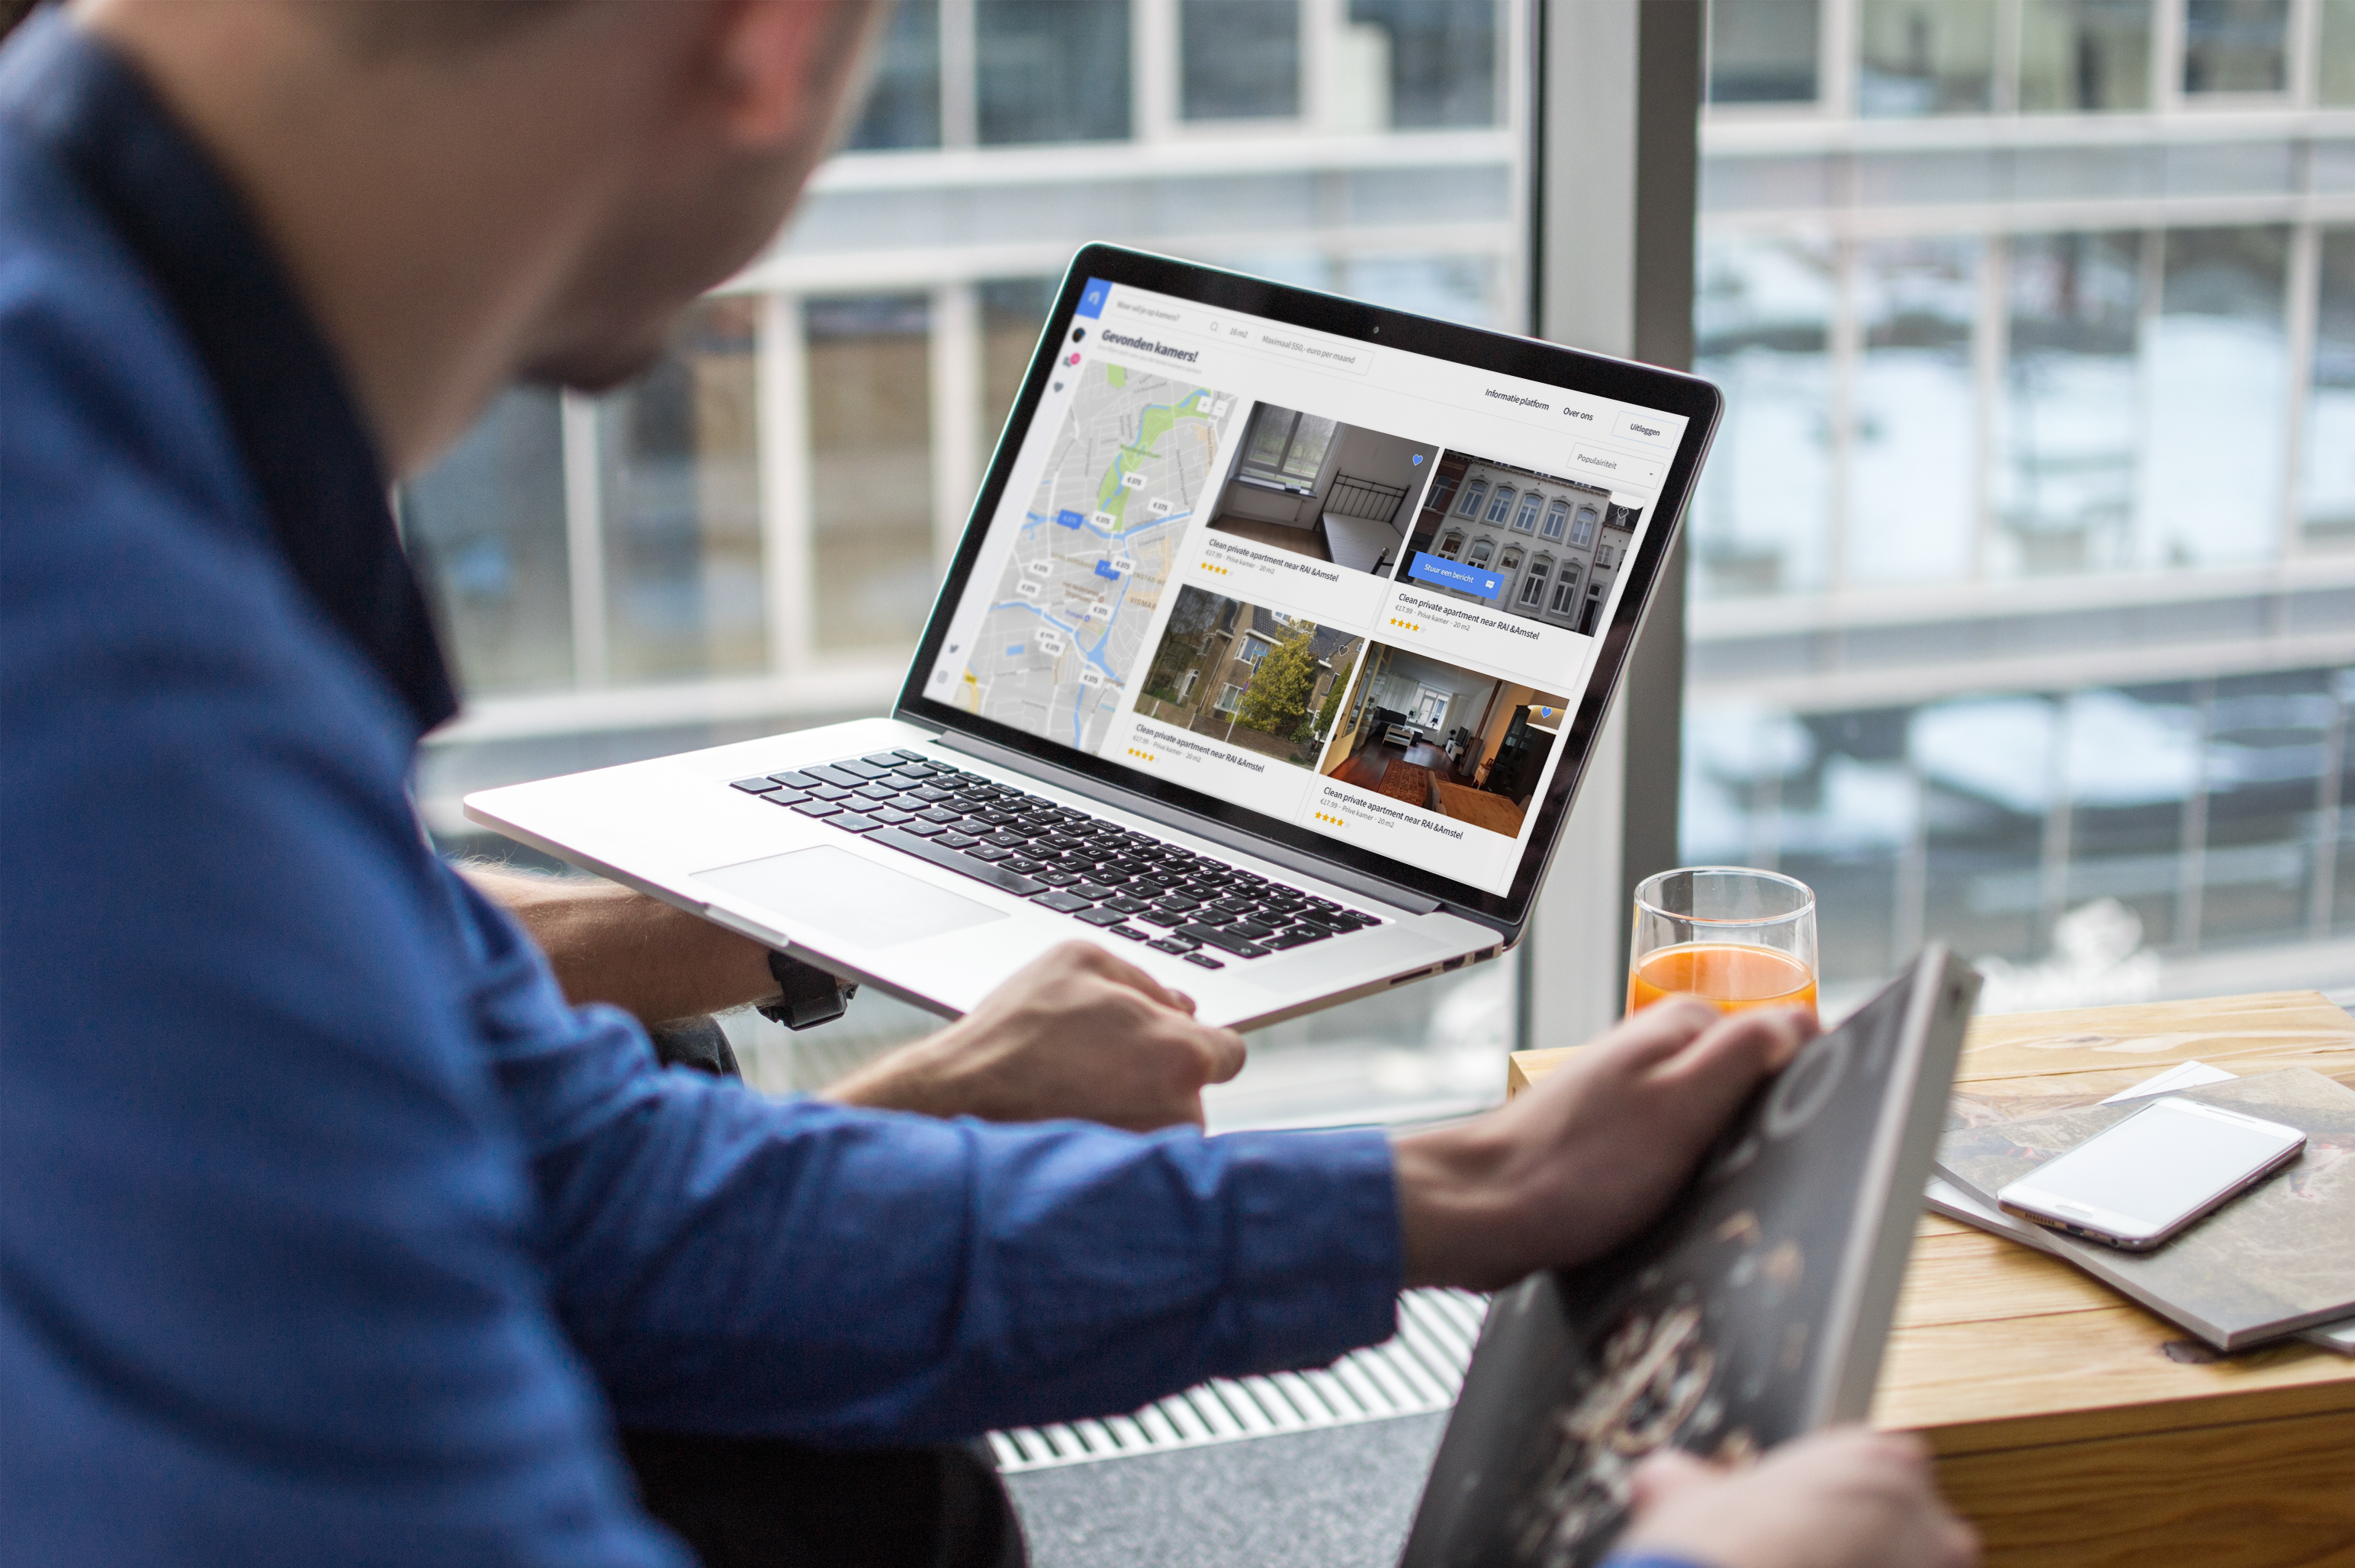 Waar wil je op kamers?
16 m2
Maximaal 550,- euro per maand
Informatie platform
Over ons
Uitloggen
Gevonden kamers!
Populairiteit
€ 375
€ 375
€ 375
€ 375
€ 375
€ 375
€ 375
€ 375
€ 375
€ 375
Clean private apartment near RAI &Amstel
€17.99 - Prive kamer - 20 m2
Stuur een bericht
Clean private apartment near RAI &Amstel
€17.99 - Prive kamer - 20 m2
Clean private apartment near RAI &Amstel
€17.99 - Prive kamer - 20 m2
Clean private apartment near RAI &Amstel
€17.99 - Prive kamer - 20 m2